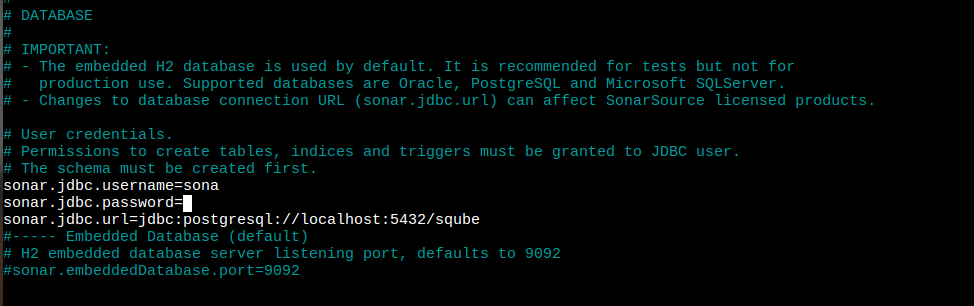 #
# DATABASE
#
# IMPORTANT:
# - The embedded H2 database is used by default. It is recommended for tests but not for
#   production use. Supported databases are Oracle, PostgreSQL and Microsoft SQLServer.
# - Changes to database connection URL (sonar.jdbc.url) can affect SonarSource licensed products.

# User credentials.
# Permissions to create tables, indices and triggers must be granted to JDBC user.
# The schema must be created first.
sonar.jdbc.username=sona
sonar.jdbc.password=
sonar.jdbc.url=jdbc:postgresql://localhost:5432/sqube
#----- Embedded Database (default)
# H2 embedded database server listening port, defaults to 9092
#sonar.embeddedDatabase.port=9092